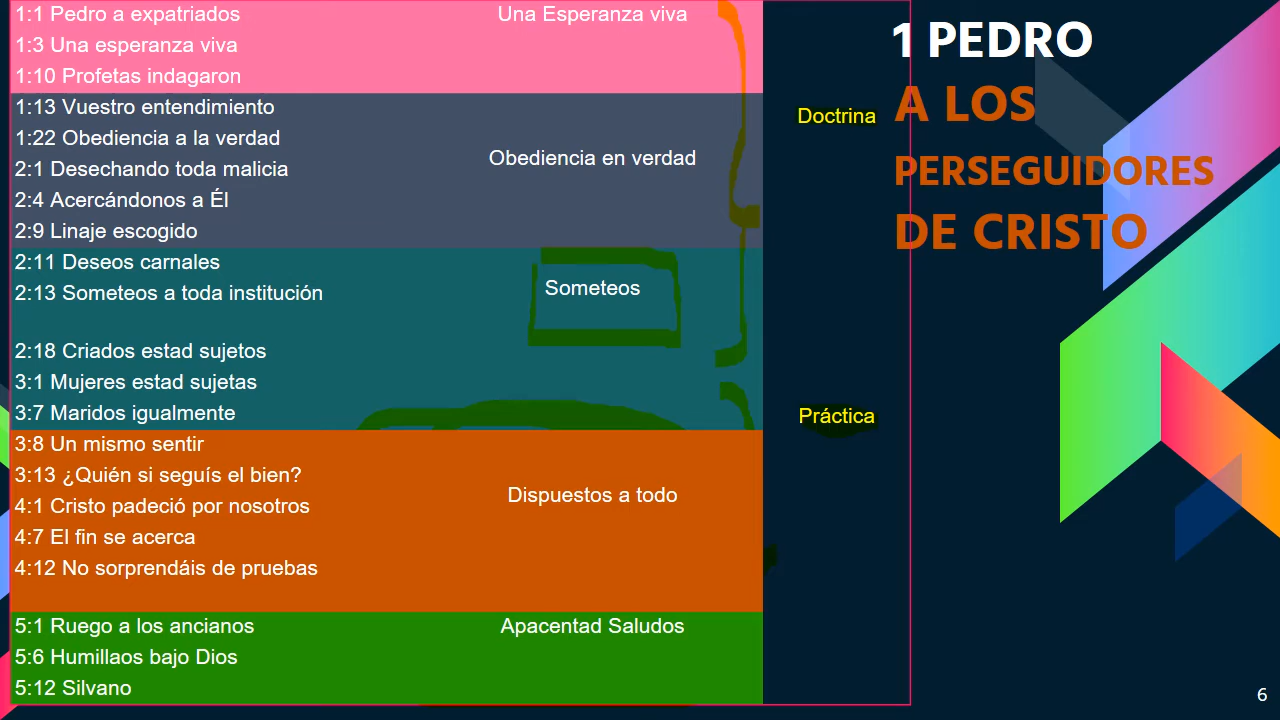 1:1 Pedro a expatriados
1:3 Una esperanza viva
1:10 Profetas indagaron
Una Esperanza viva
1:13 Vuestro entendimiento
1:22 Obediencia a la verdad
2:1 Desechando toda malicia
2:4 Acercándonos a Él
2:9 Linaje escogido
Obediencia en verdad
2:11 Deseos carnales
2:13 Someteos a toda institución
2:18 Criados estad sujetos
3:1 Mujeres estad sujetas
3:7 Maridos igualmente
Someteos
3:8 Un mismo sentir
3:13 ¿Quién si seguís el bien?
4:1 Cristo padeció por nosotros
4:7 El fin se acerca
4:12 No sorprendáis de pruebas
Dispuestos a todo
5:1 Ruego a los ancianos
5:6 Humillaos bajo Dios
5:12 Silvano
Apacentad Saludos
Doctrina
Práctica
1 PEDRO
A LOS
PERSEGUIDORES
DE CRISTO
6